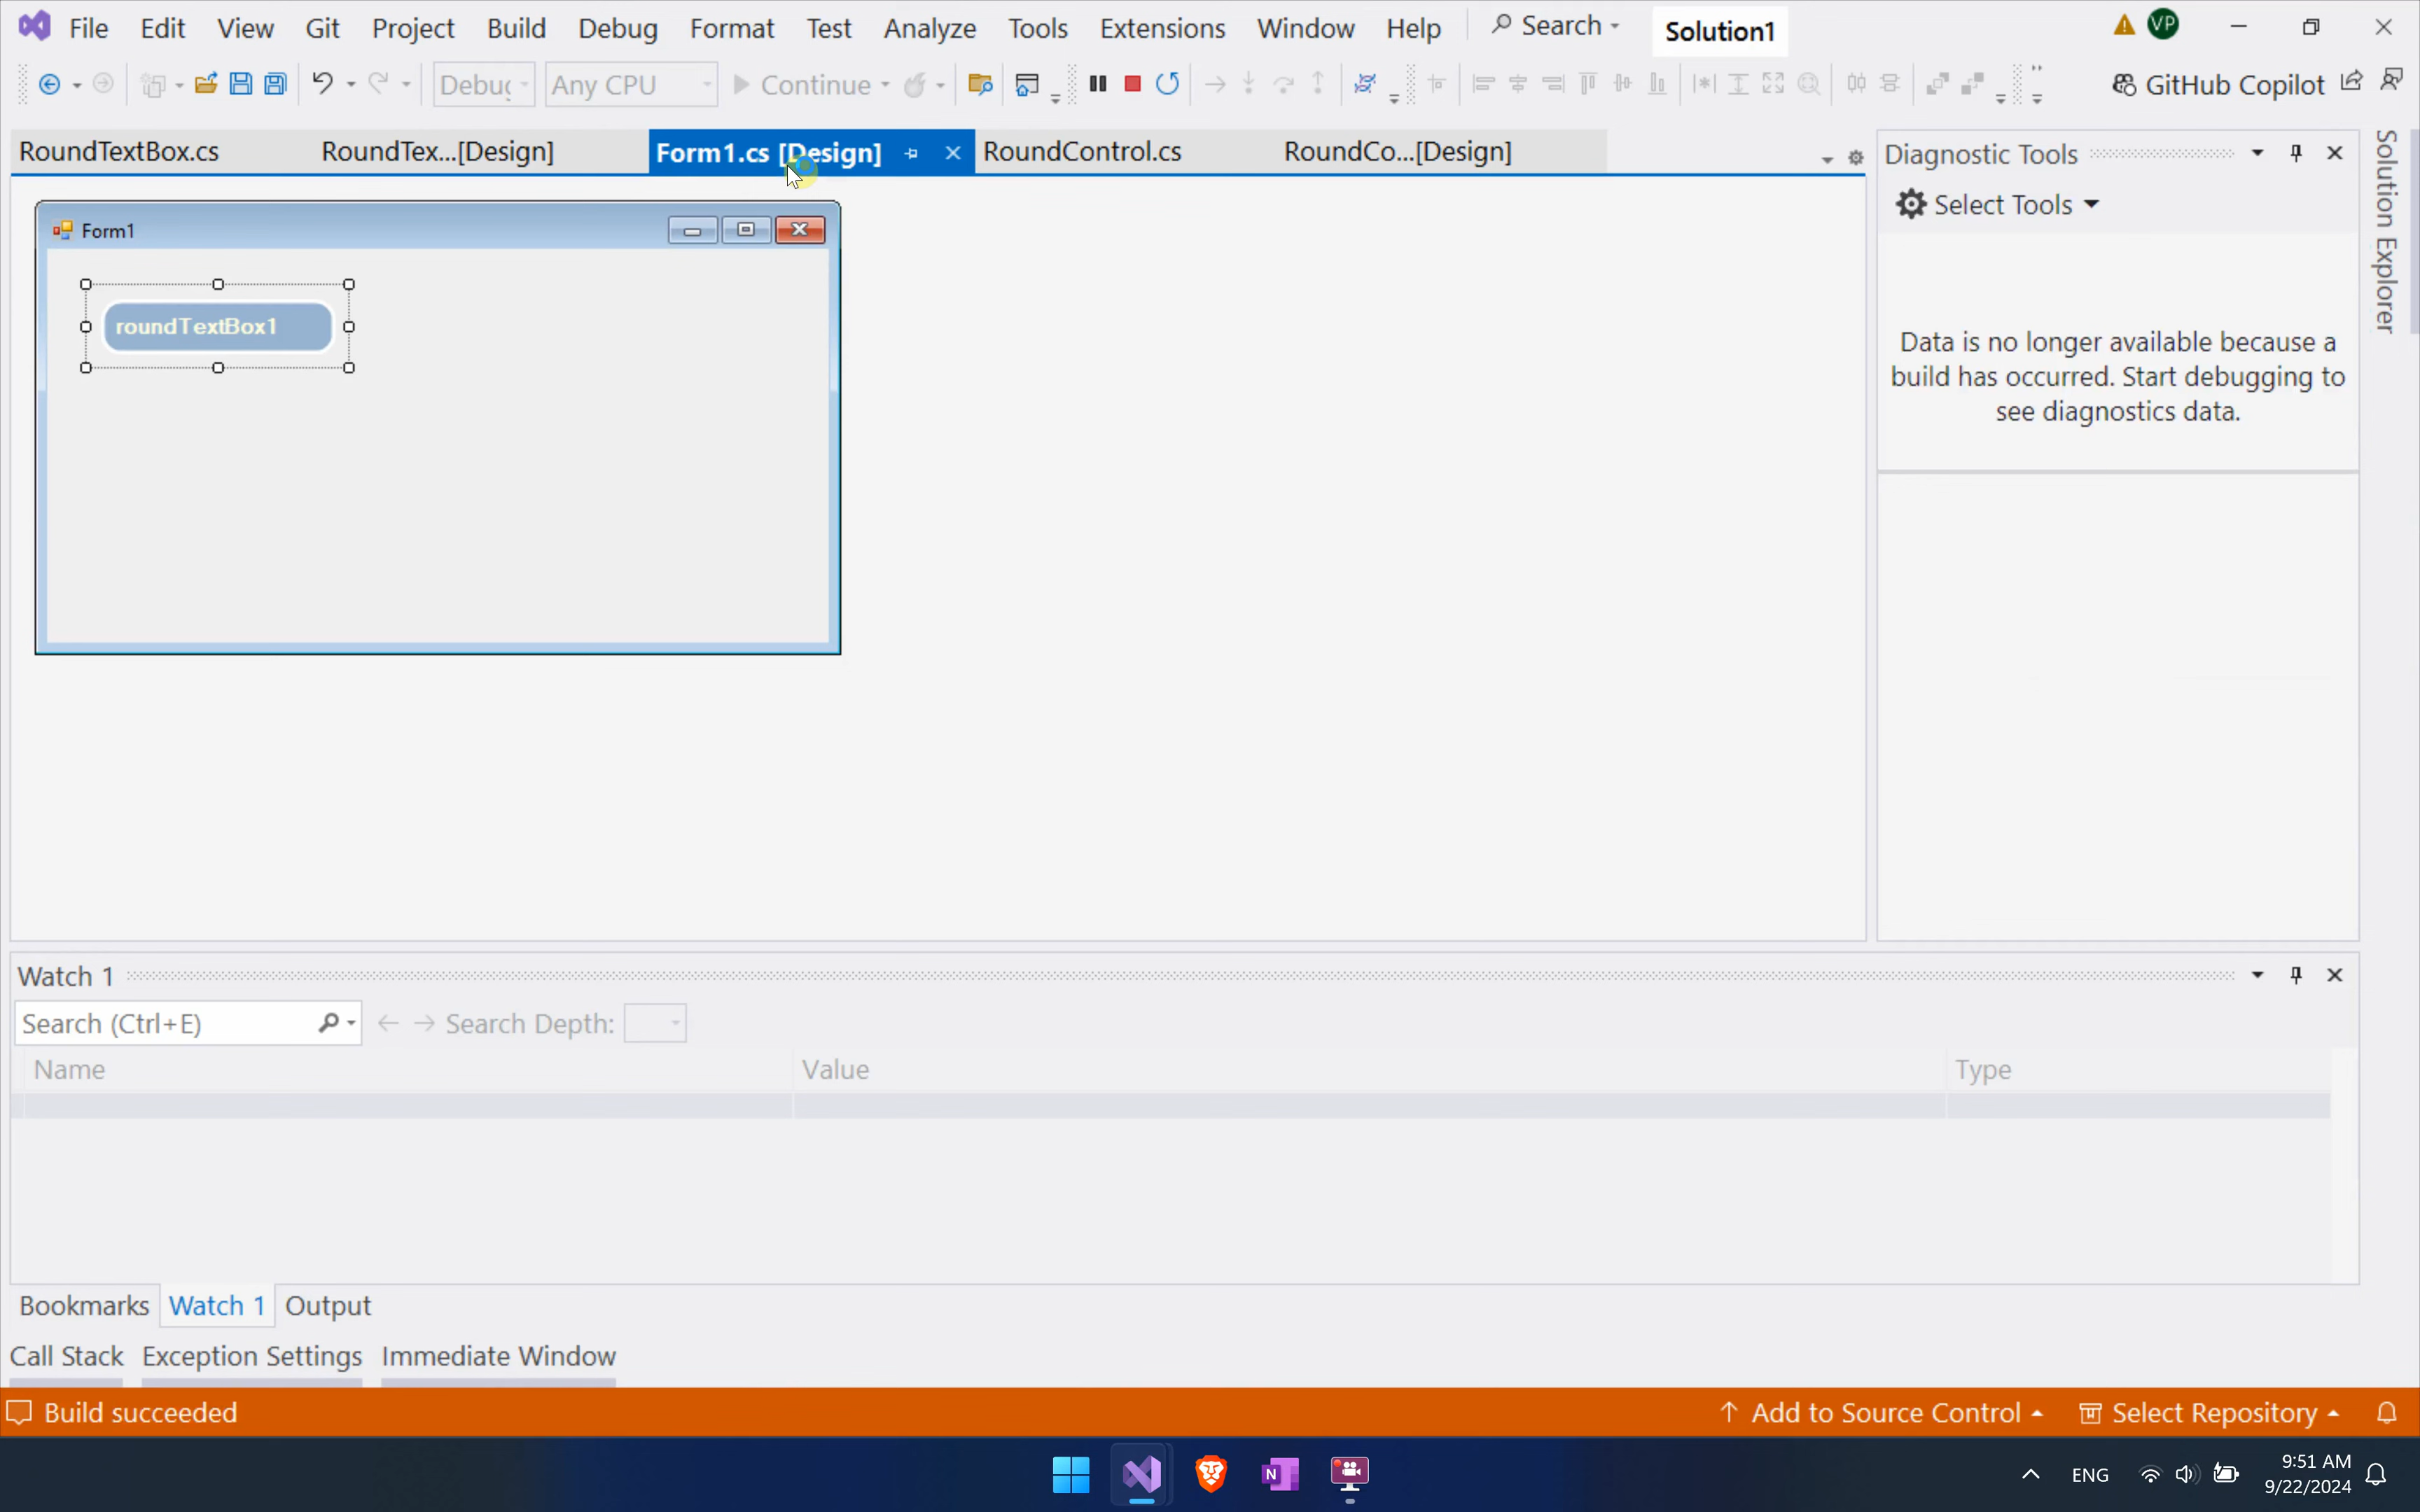 File Edit View Git Project Build Debug Format Test Analyze Tools Extensions Window Help Search Solution1 VP
Any CPU Continue GitHub Copilot
RoundTextBox.cs RoundTex...[Design] Form1.cs [Design] RoundControl.cs RoundCo...[Design]
Diagnostic Tools
Select Tools
Solution Explorer
Form1
roundTextBox1
Data is no longer available because a
build has occurred. Start debugging to
see diagnostics data.
Watch 1
Search (Ctrl+E) Search Depth:
Name Value Type
Bookmarks Watch 1 Output
Call Stack Exception Settings Immediate Window
Build succeeded Add to Source Control Select Repository
ENG 9:51 AM
9/22/2024